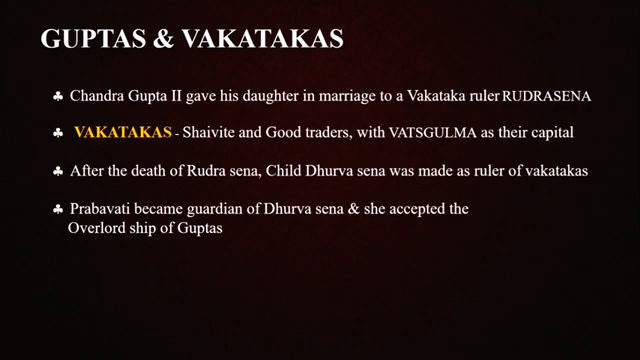 GUPTAS & VAKATAKAS
♣ Chandra Gupta II gave his daughter in marriage to a Vakataka ruler RUDRASENA
♣ VAKATAKAS - Shaivite and Good traders, with VATSGULMA as their capital
♣ After the death of Rudra sena, Child Dhurva sena was made as ruler of vakatakas
♣ Prabavati became guardian of Dhurva sena & she accepted the
Overlord ship of Guptas